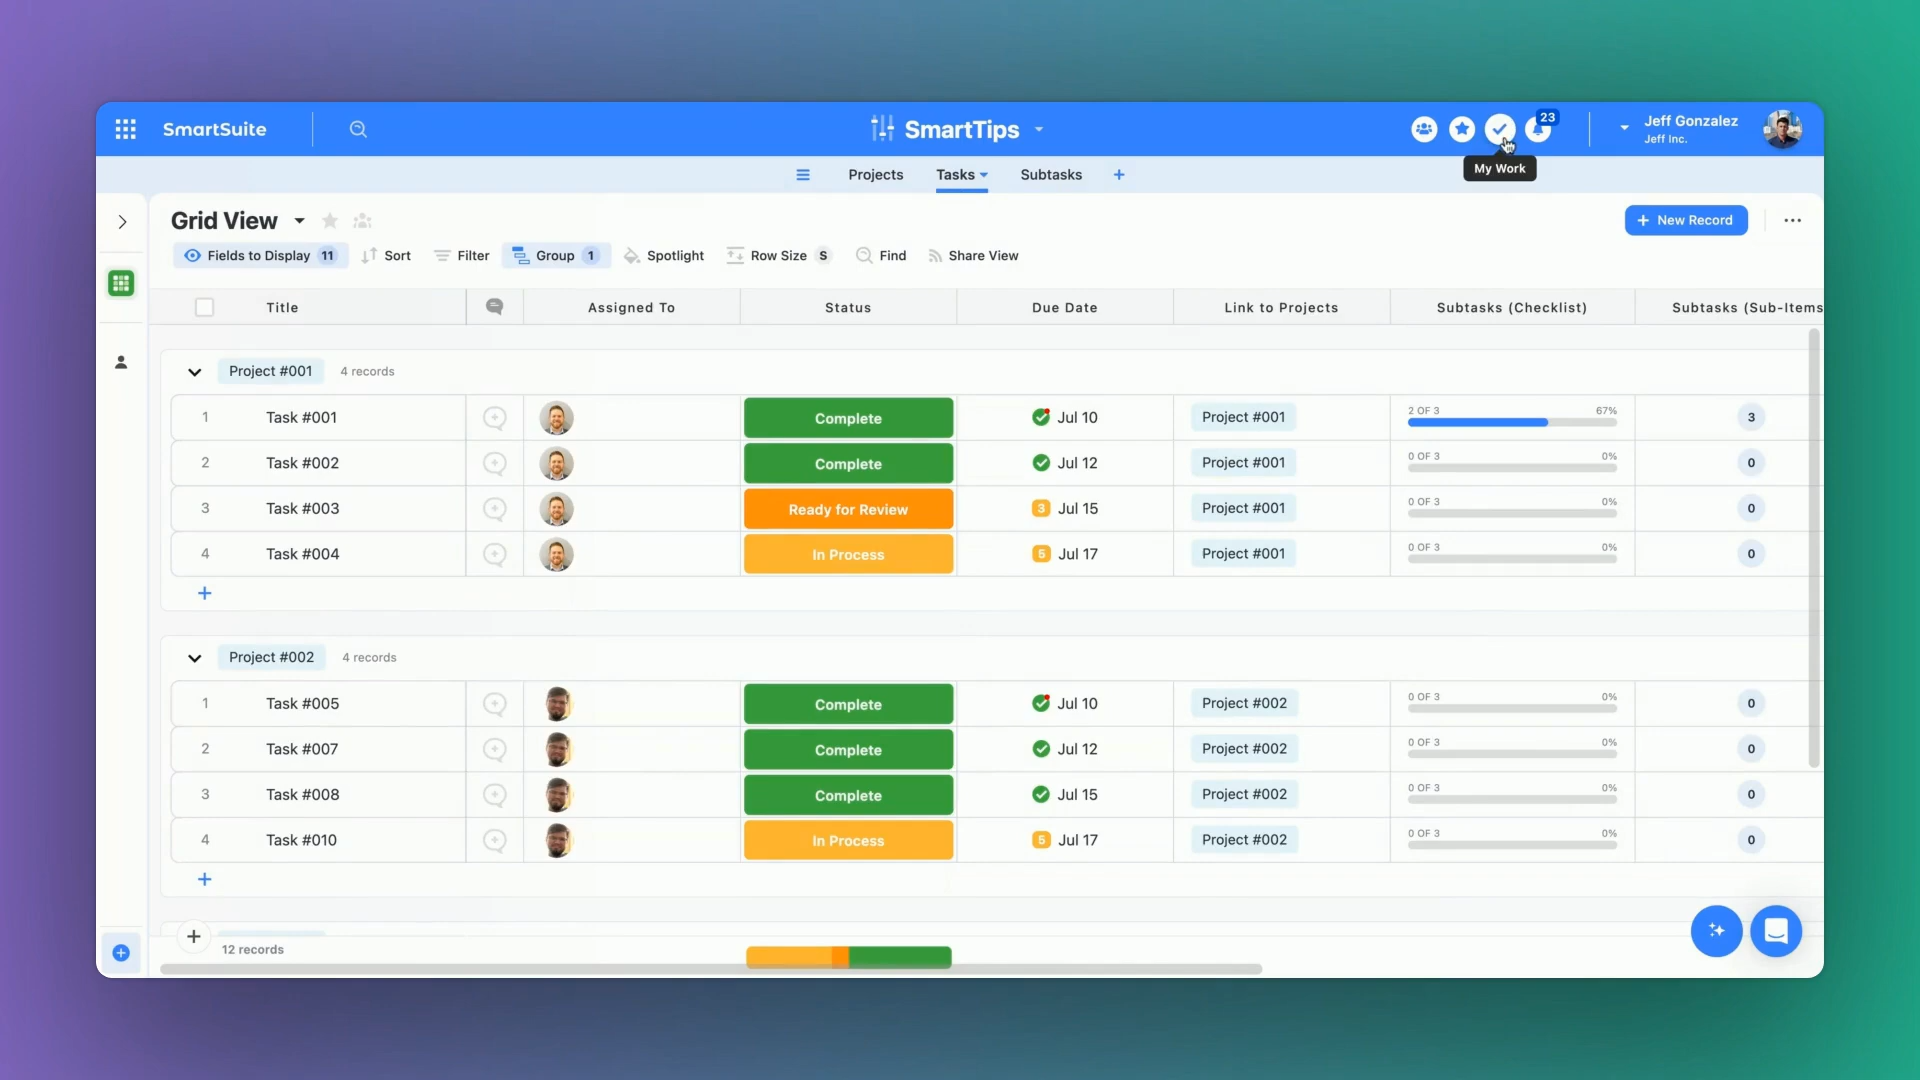 SmartSuite
SmartTips
23
Jeff Gonzalez
Jeff Inc.
My Work
Projects
Tasks
Subtasks
+
Grid View
+ New Record
Fields to Display 11
Sort
Filter
Group 1
Spotlight
Row Size S
Find
Share View
Title
Assigned To
Status
Due Date
Link to Projects
Subtasks (Checklist)
Subtasks (Sub-Items
Project #001 4 records
1 Task #001 Complete Jul 10 Project #001 2 OF 3 67% 3
2 Task #002 Complete Jul 12 Project #001 0 OF 3 0% 0
3 Task #003 Ready for Review 3 Jul 15 Project #001 0 OF 3 0% 0
4 Task #004 In Process 5 Jul 17 Project #001 0 OF 3 0% 0
+
Project #002 4 records
1 Task #005 Complete Jul 10 Project #002 0 OF 3 0% 0
2 Task #007 Complete Jul 12 Project #002 0 OF 3 0% 0
3 Task #008 Complete Jul 15 Project #002 0 OF 3 0% 0
4 Task #010 In Process 5 Jul 17 Project #002 0 OF 3 0% 0
+
+
12 records